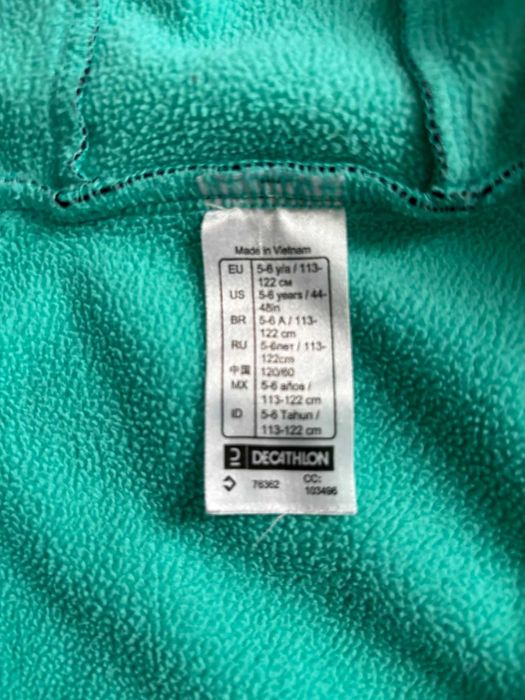 Made in Vietnam
EU 5-6 y/a / 113-
122 см
US 5-6 years / 44-
48in
BR 5-6 A / 113-
122 cm
RU 5-6лет / 113-
122cm
中国 120/60
MX 5-6 años /
113-122 cm
ID 5-6 Tahun /
113-122 cm
DECATHLON
76362 CC:
103496